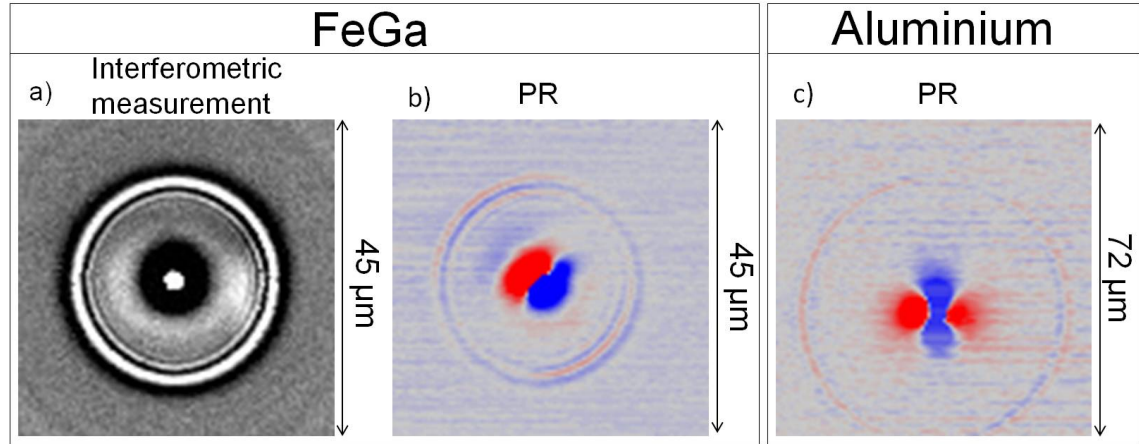 FeGa
Aluminium
a)
Interferometric
measurement
b)
PR
c)
PR
45 µm
45 µm
72 µm